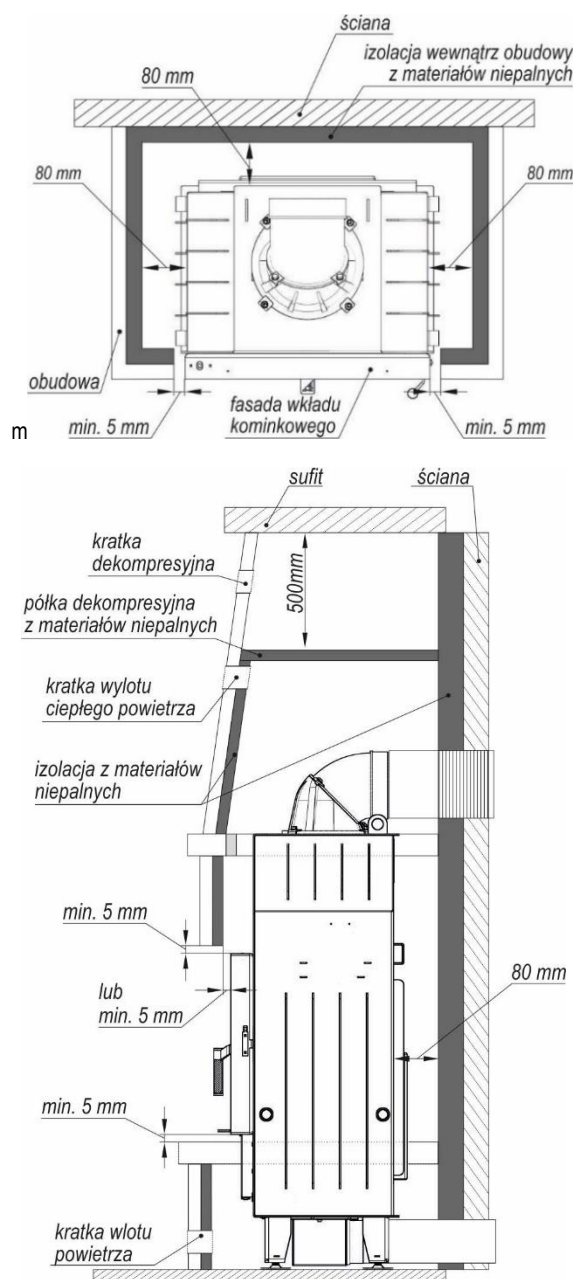 ściana
izolacja wewnątrz obudowy
z materiałów niepalnych
80 mm
80 mm
80 mm
obudowa
fasada wkładu
kominkowego
m
min. 5 mm
min. 5 mm
sufit
ściana
kratka
dekompresyjna
500mm
półka dekompresyjna
z materiałów niepalnych
kratka wylotu
ciepłego powietrza
izolacja z materiałów
niepalnych
min. 5 mm
80 mm
lub
min. 5 mm
min. 5 mm
kratka wlotu
powietrza